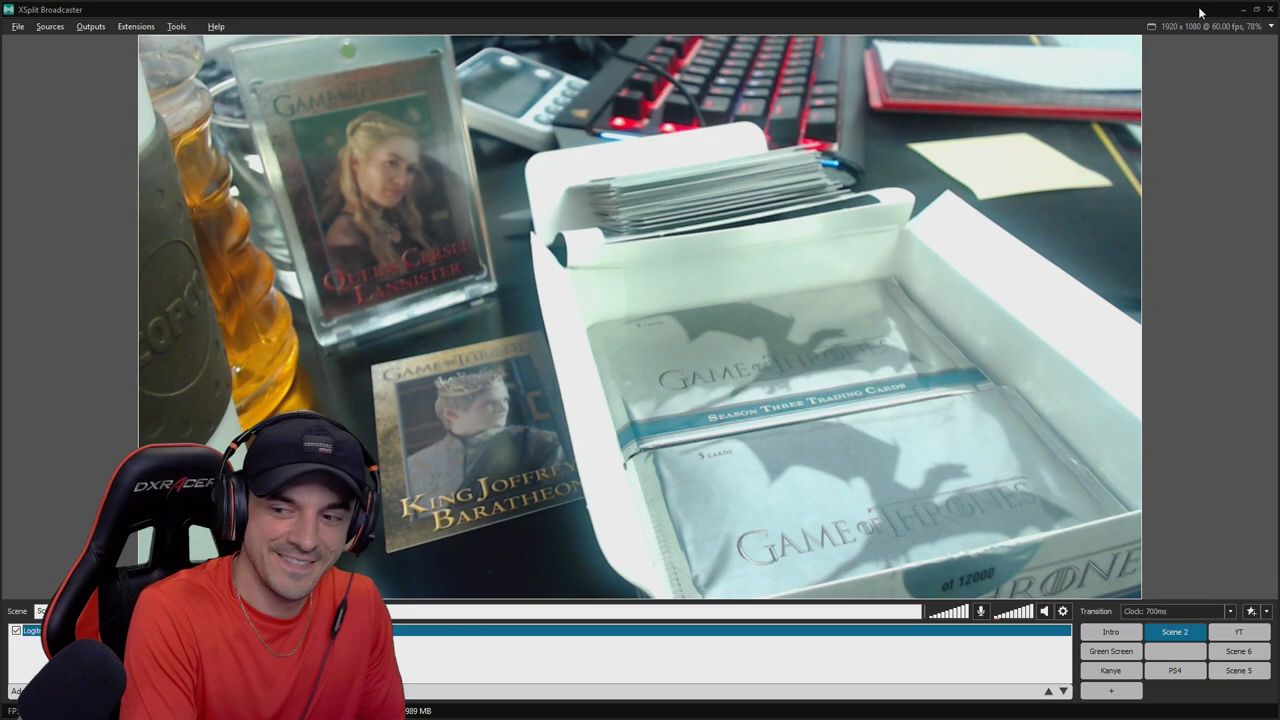 XSplit Broadcaster
File Sources Outputs Extensions Tools Help
1920 x 1080 @ 60.00 fps, 78%
GAME OF THRONES
QUEEN CERSEI
LANNISTER
GAME OF THRONES
KING JOFFREY
BARATHEON
5 CARDS
GAME OF THRONES
SEASON THREE TRADING CARDS
5 CARDS
GAME OF THRONES
of 12000
DXRACER
Scene
Transition
Clock: 700ms
Intro
Scene 2
YT
Green Screen
Scene 6
Kanye
PS4
Scene 5
+
989 MB